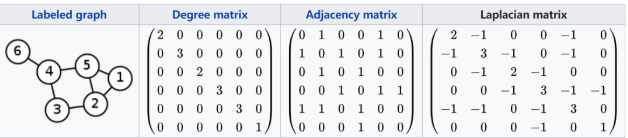 Labeled graph Degree matrix Adjacency matrix Laplacian matrix
6 4 5 1 3 2
2 0 0 0 0 0 0 1 0 0 1 0 2 −1 0 0 −1 0
0 3 0 0 0 0 1 0 1 0 1 0 −1 3 −1 0 −1 0
0 0 2 0 0 0 0 1 0 1 0 0 0 −1 2 −1 0 0
0 0 0 3 0 0 0 0 1 0 1 1 0 0 −1 3 −1 −1
0 0 0 0 3 0 1 1 0 1 0 0 −1 −1 0 −1 3 0
0 0 0 0 0 1 0 0 0 1 0 0 0 0 0 −1 0 1